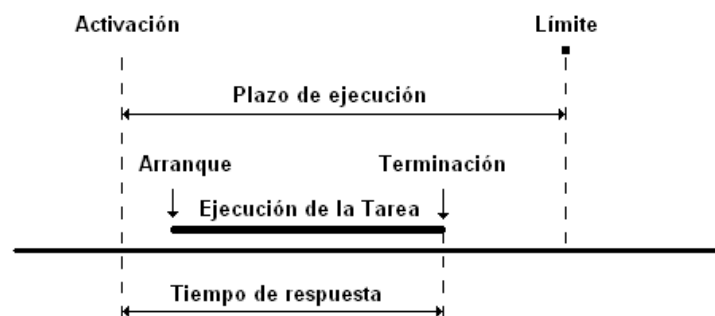 Activación
Límite
Plazo de ejecución
Arranque
Terminación
Ejecución de la Tarea
Tiempo de respuesta